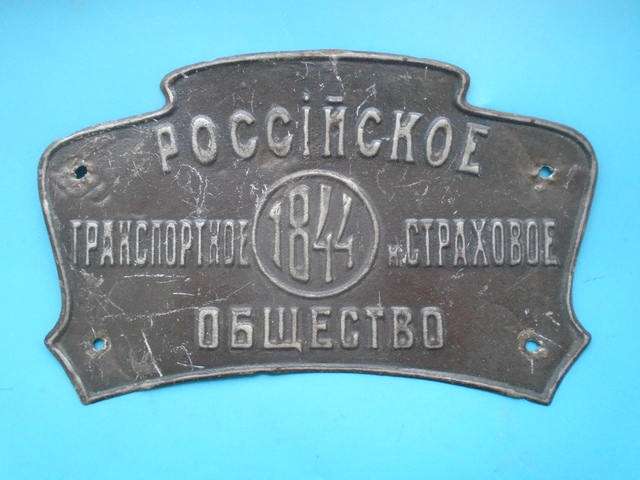 РОССІЙСКОЕ
ТРАНСПОРТНОЕ 1844 и СТРАХОВОЕ
ОБЩЕСТВО